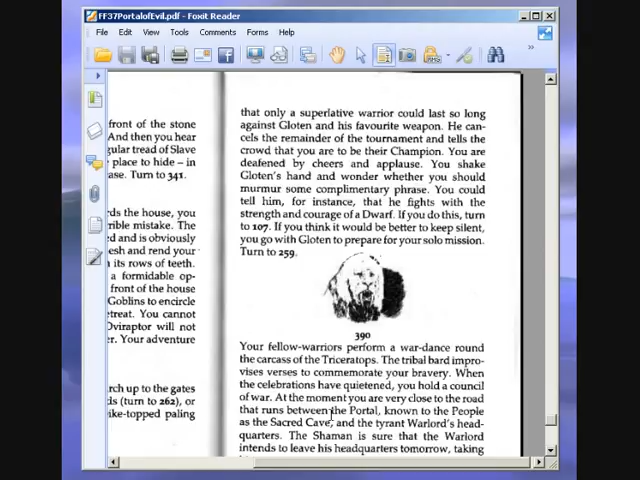 FF37PortalofEvil.pdf - Foxit Reader
File Edit View Tools Comments Forms Help
front of the stone
And then you hear
gular tread of Slave
place to hide – in
ase. Turn to 341.
rds the house, you
rible mistake. The
ed and is obviously
esh and rend your
its rows of teeth.
a formidable op-
front of the house
Goblins to encircle
etreat. You cannot
Oviraptor will not
er. Your adventure
rch up to the gates
ds (turn to 262), or
ike-topped paling
that only a superlative warrior could last so long
against Gloten and his favourite weapon. He can-
cels the remainder of the tournament and tells the
crowd that you are to be their Champion. You are
deafened by cheers and applause. You shake
Gloten's hand and wonder whether you should
murmur some complimentary phrase. You could
tell him, for instance, that he fights with the
strength and courage of a Dwarf. If you do this, turn
to 107. If you think it would be better to keep silent,
you go with Gloten to prepare for your solo mission.
Turn to 259.
390
Your fellow-warriors perform a war-dance round
the carcass of the Triceratops. The tribal bard impro-
vises verses to commemorate your bravery. When
the celebrations have quietened, you hold a council
of war. At the moment you are very close to the road
that runs between the Portal, known to the People
as the Sacred Cave, and the tyrant Warlord's head-
quarters. The Shaman is sure that the Warlord
intends to leave his headquarters tomorrow, taking